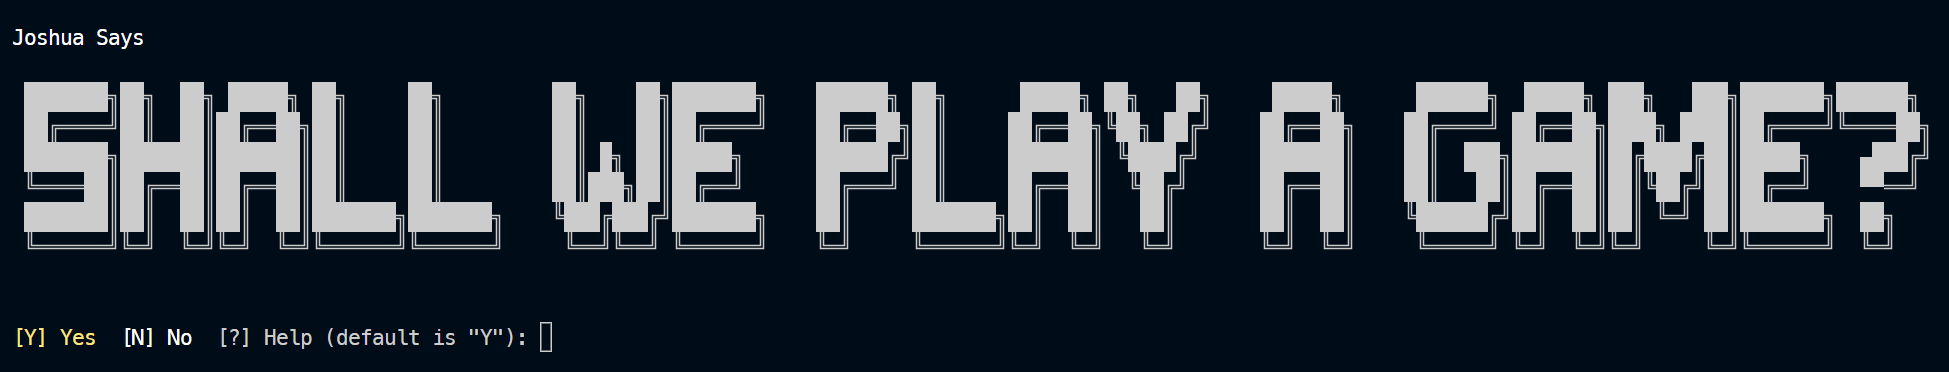 Joshua Says
SHALL WE PLAY A GAME?
[Y] Yes  [N] No  [?] Help (default is "Y"):